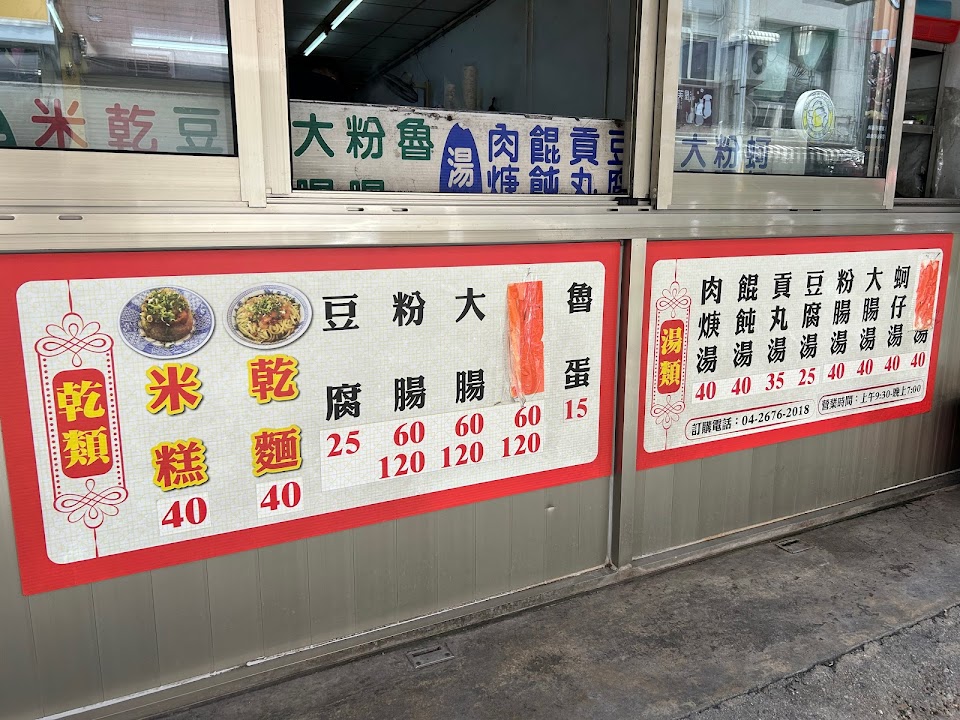 米 乾 豆
大 粉 魯
湯
肉焿
餛飩
貢丸
豆腐
大 粉 蚵
乾類
米糕
40
乾麵
40
豆腐
25
粉腸
60
120
大腸
60
120
60
120
魯蛋
15
湯類
肉焿湯
40
餛飩湯
40
貢丸湯
35
豆腐湯
25
粉腸湯
40
大腸湯
40
蚵仔湯
40
湯
40
訂購電話：04-2676-2018
營業時間：上午9:30-晚上7:00